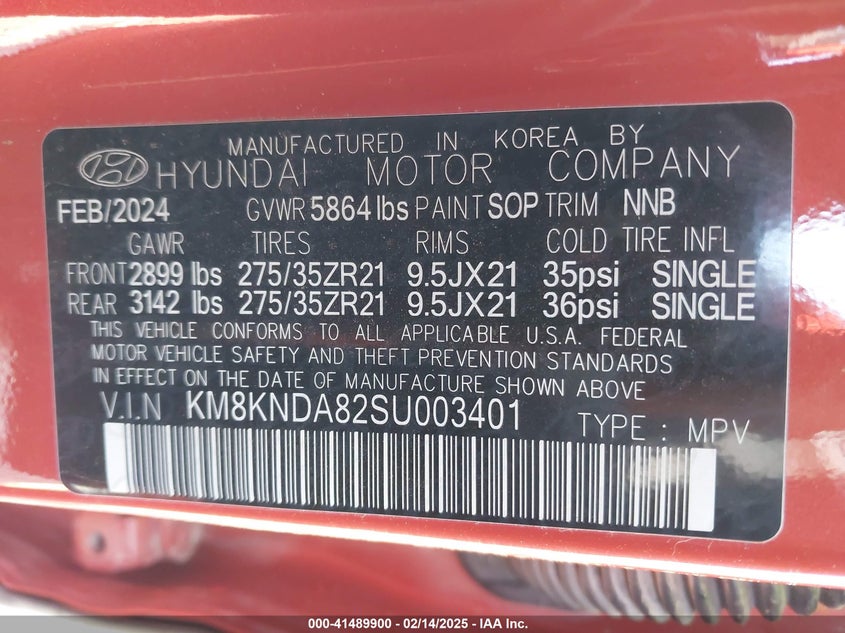 MANUFACTURED IN KOREA BY
HYUNDAI MOTOR COMPANY
FEB/2024 GVWR 5864 lbs PAINT SOP TRIM NNB
GAWR TIRES RIMS COLD TIRE INFL
FRONT 2899 lbs 275/35ZR21 9.5JX21 35psi SINGLE
REAR 3142 lbs 275/35ZR21 9.5JX21 36psi SINGLE
THIS VEHICLE CONFORMS TO ALL APPLICABLE U.S.A. FEDERAL
MOTOR VEHICLE SAFETY AND THEFT PREVENTION STANDARDS
IN EFFECT ON THE DATE OF MANUFACTURE SHOWN ABOVE
V.I.N KM8KNDA82SU003401 TYPE : MPV
000-41489900 - 02/14/2025 - IAA Inc.